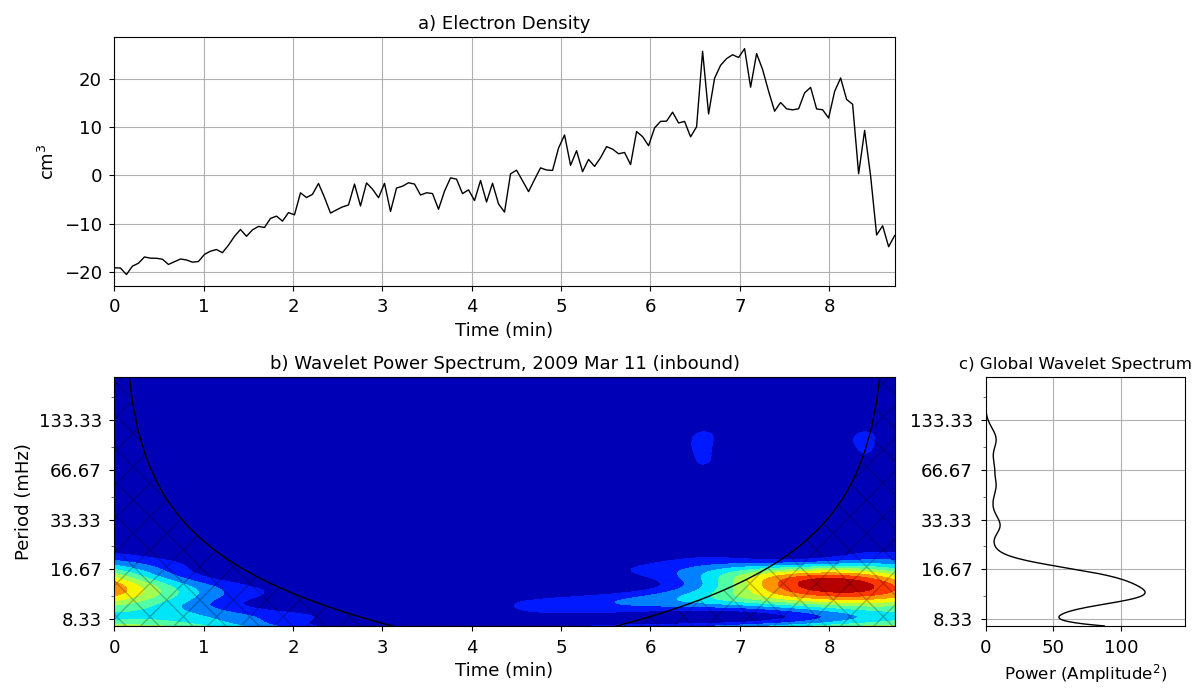 a) Electron Density
20
10
0
−10
−20
cm³
0 1 2 3 4 5 6 7 8
Time (min)
b) Wavelet Power Spectrum, 2009 Mar 11 (inbound)
133.33
66.67
33.33
16.67
8.33
Period (mHz)
0 1 2 3 4 5 6 7 8
Time (min)
c) Global Wavelet Spectrum
133.33
66.67
33.33
16.67
8.33
0 50 100
Power (Amplitude²)